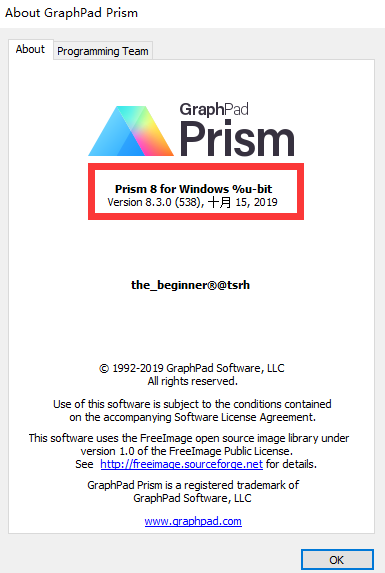 About GraphPad Prism
About
Programming Team
GraphPad
Prism
Prism 8 for Windows %u-bit
Version 8.3.0 (538), 十月 15, 2019
the_beginner®@tsrh
© 1992-2019 GraphPad Software, LLC
All rights reserved.
Use of this software is subject to the conditions contained
on the accompanying Software License Agreement.
This software uses the FreeImage open source image library under
version 1.0 of the FreeImage Public License.
See http://freeimage.sourceforge.net for details.
GraphPad Prism is a registered trademark of
GraphPad Software, LLC
www.graphpad.com
OK